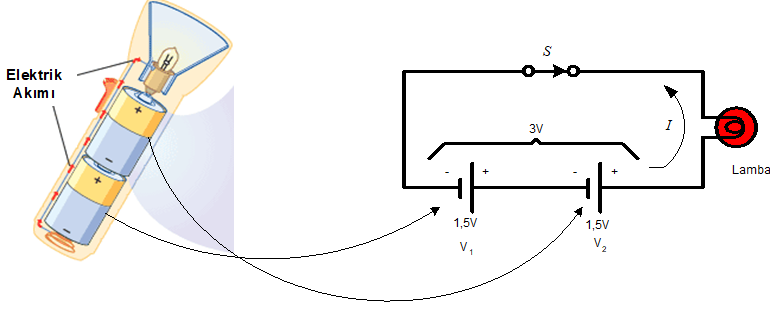 Elektrik
Akımı
+
-
+
-
S
I
3V
- +
- +
Lamba
1,5V
V1
1,5V
V2